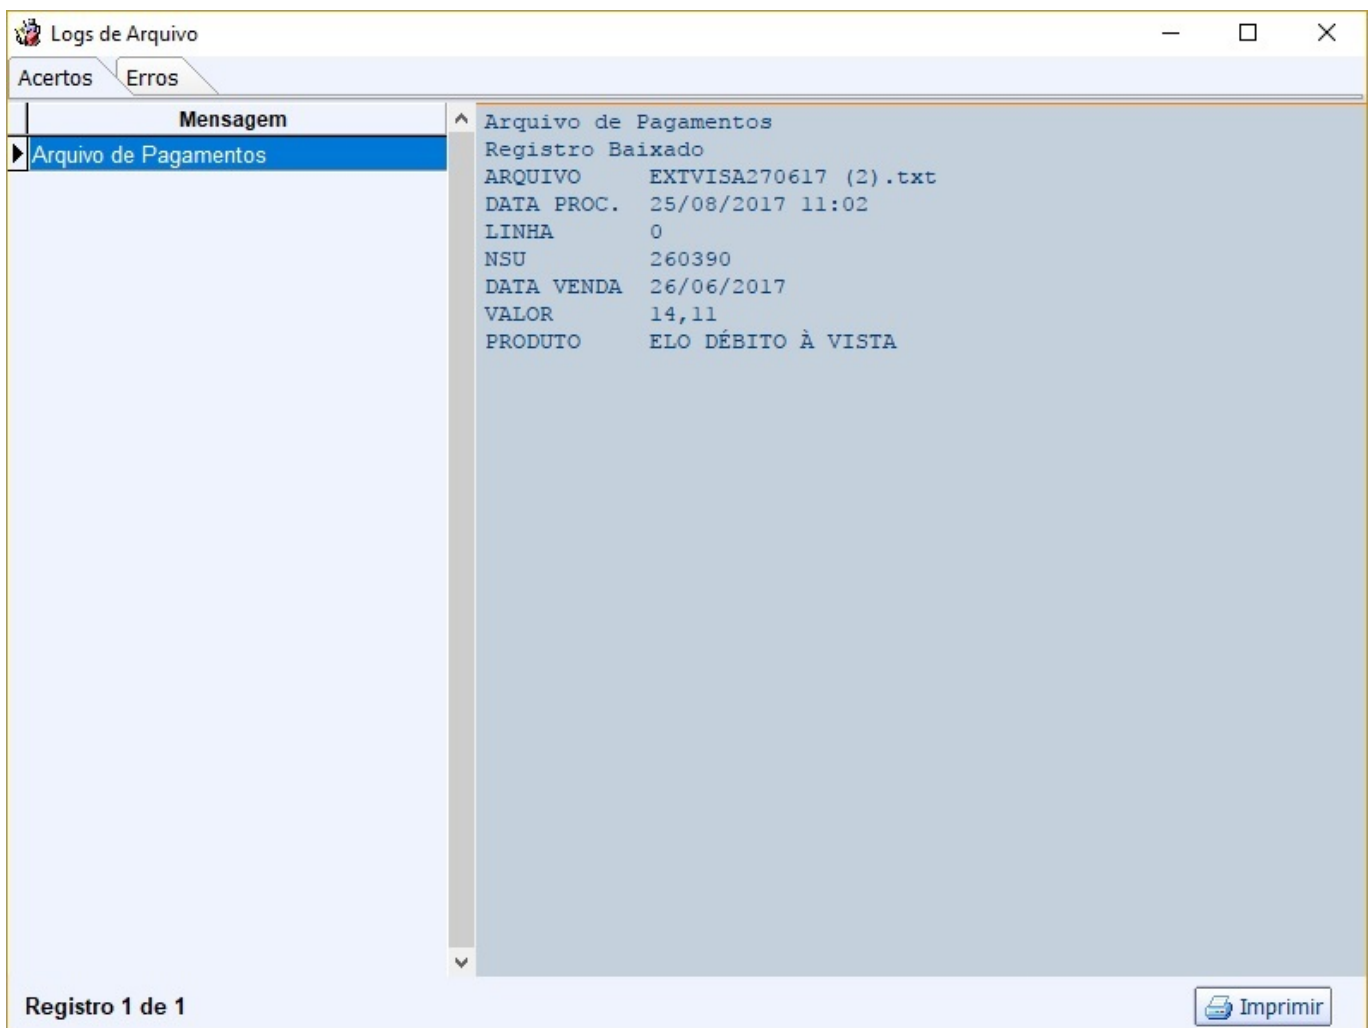 Logs de Arquivo
Acertos Erros
Mensagem
Arquivo de Pagamentos
Arquivo de Pagamentos
Registro Baixado
ARQUIVO EXTVISA270617 (2).txt
DATA PROC. 25/08/2017 11:02
LINHA 0
NSU 260390
DATA VENDA 26/06/2017
VALOR 14,11
PRODUTO ELO DÉBITO À VISTA
Registro 1 de 1
Imprimir